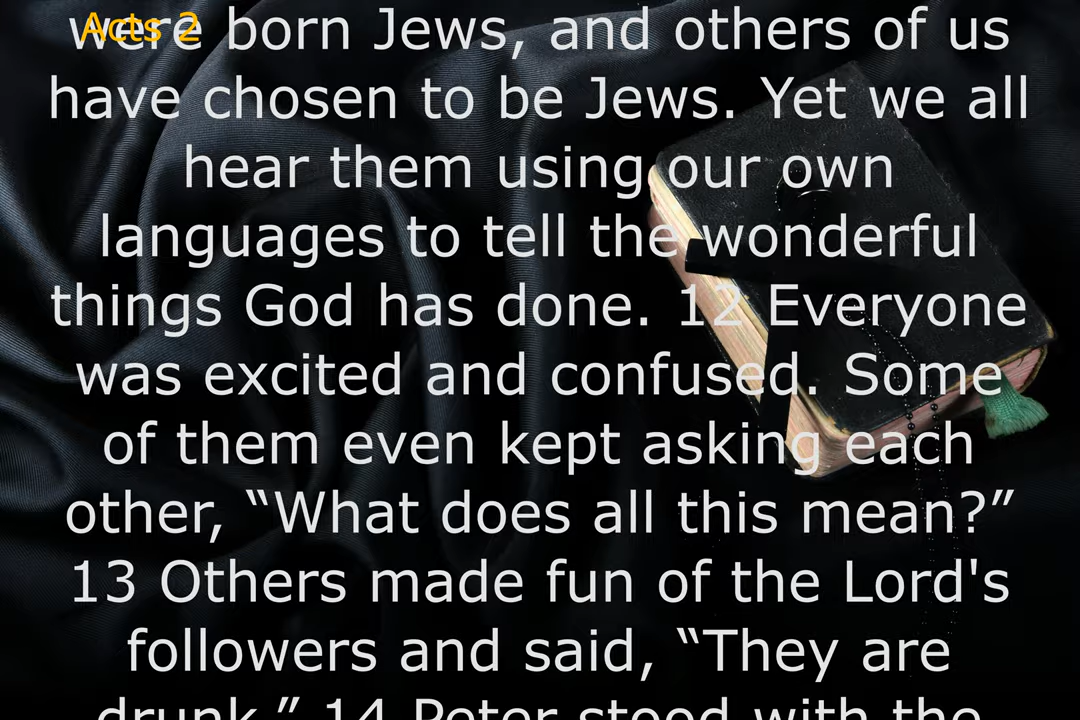 Acts 2
were born Jews, and others of us
have chosen to be Jews. Yet we all
hear them using our own
languages to tell the wonderful
things God has done. 12 Everyone
was excited and confused. Some
of them even kept asking each
other, “What does all this mean?”
13 Others made fun of the Lord's
followers and said, “They are
drunk.” 14 Peter stood with the